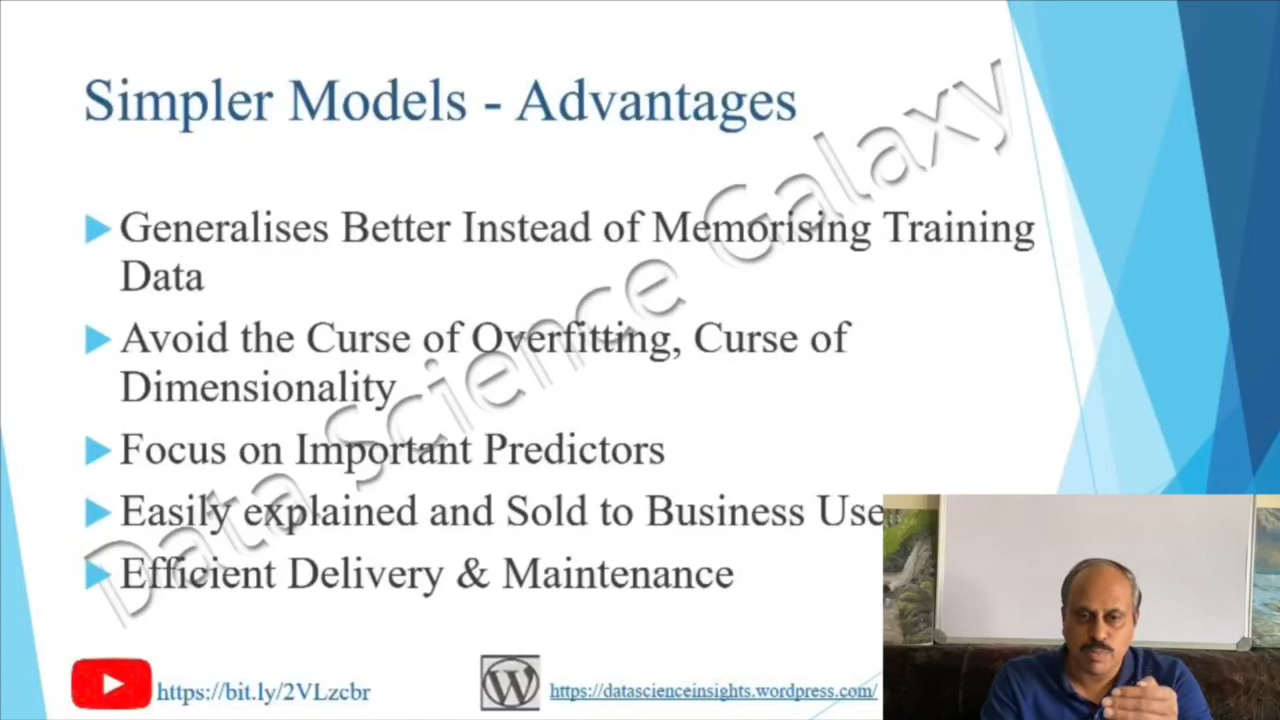 Simpler Models - Advantages
Generalises Better Instead of Memorising Training
Data
Avoid the Curse of Overfitting, Curse of
Dimensionality
Focus on Important Predictors
Easily explained and Sold to Business
Efficient Delivery & Maintenance
Data Science Galaxy
https://bit.ly/2VLzcbr
https://datascienceinsights.wordpress.com/